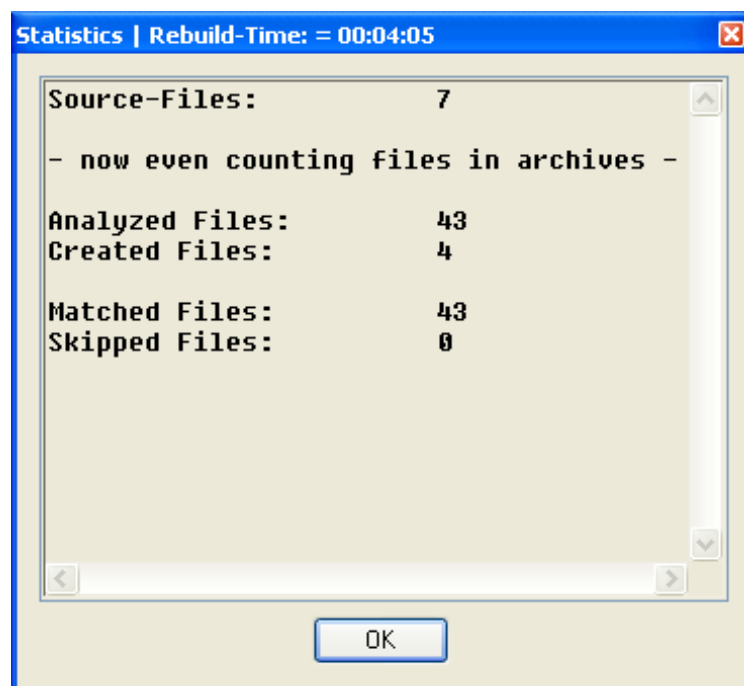 Statistics | Rebuild-Time: = 00:04:05
Source-Files: 7
- now even counting files in archives -
Analyzed Files: 43
Created Files: 4
Matched Files: 43
Skipped Files: 0
OK